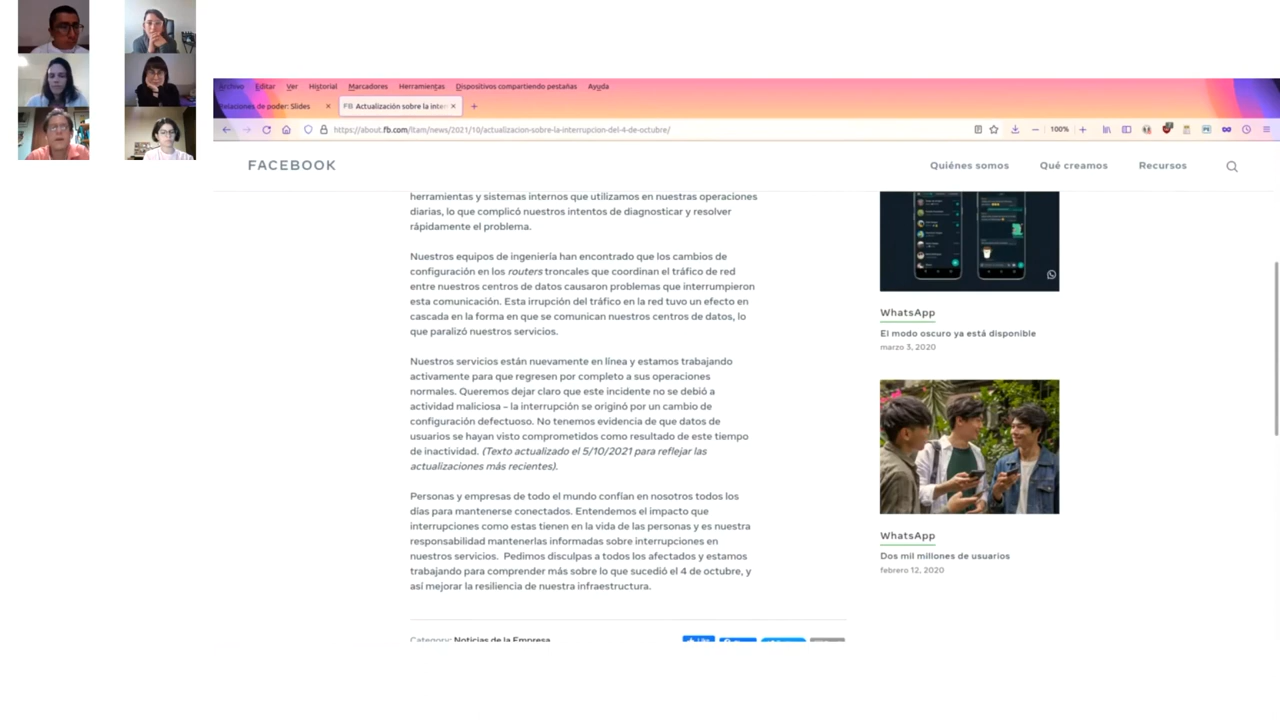 Archivo Editar Ver Historial Marcadores Herramientas Dispositivos compartiendo pestañas Ayuda
Relaciones de poder: Slides × FB Actualización sobre la inter × +
https://about.fb.com/ltam/news/2021/10/actualizacion-sobre-la-interrupcion-del-4-de-octubre/ 100%
FACEBOOK Quiénes somos Qué creamos Recursos
herramientas y sistemas internos que utilizamos en nuestras operaciones
diarias, lo que complicó nuestros intentos de diagnosticar y resolver
rápidamente el problema.
Nuestros equipos de ingeniería han encontrado que los cambios de
configuración en los routers troncales que coordinan el tráfico de red
entre nuestros centros de datos causaron problemas que interrumpieron
esta comunicación. Esta irrupción del tráfico en la red tuvo un efecto en
cascada en la forma en que se comunican nuestros centros de datos, lo
que paralizó nuestros servicios.
Nuestros servicios están nuevamente en línea y estamos trabajando
activamente para que regresen por completo a sus operaciones
normales. Queremos dejar claro que este incidente no se debió a
actividad maliciosa – la interrupción se originó por un cambio de
configuración defectuoso. No tenemos evidencia de que datos de
usuarios se hayan visto comprometidos como resultado de este tiempo
de inactividad. (Texto actualizado el 5/10/2021 para reflejar las
actualizaciones más recientes).
Personas y empresas de todo el mundo confían en nosotros todos los
días para mantenerse conectados. Entendemos el impacto que
interrupciones como estas tienen en la vida de las personas y es nuestra
responsabilidad mantenerlas informadas sobre interrupciones en
nuestros servicios. Pedimos disculpas a todos los afectados y estamos
trabajando para comprender más sobre lo que sucedió el 4 de octubre, y
así mejorar la resiliencia de nuestra infraestructura.
Category: Noticias de la Empresa
WhatsApp
El modo oscuro ya está disponible
marzo 3, 2020
WhatsApp
Dos mil millones de usuarios
febrero 12, 2020